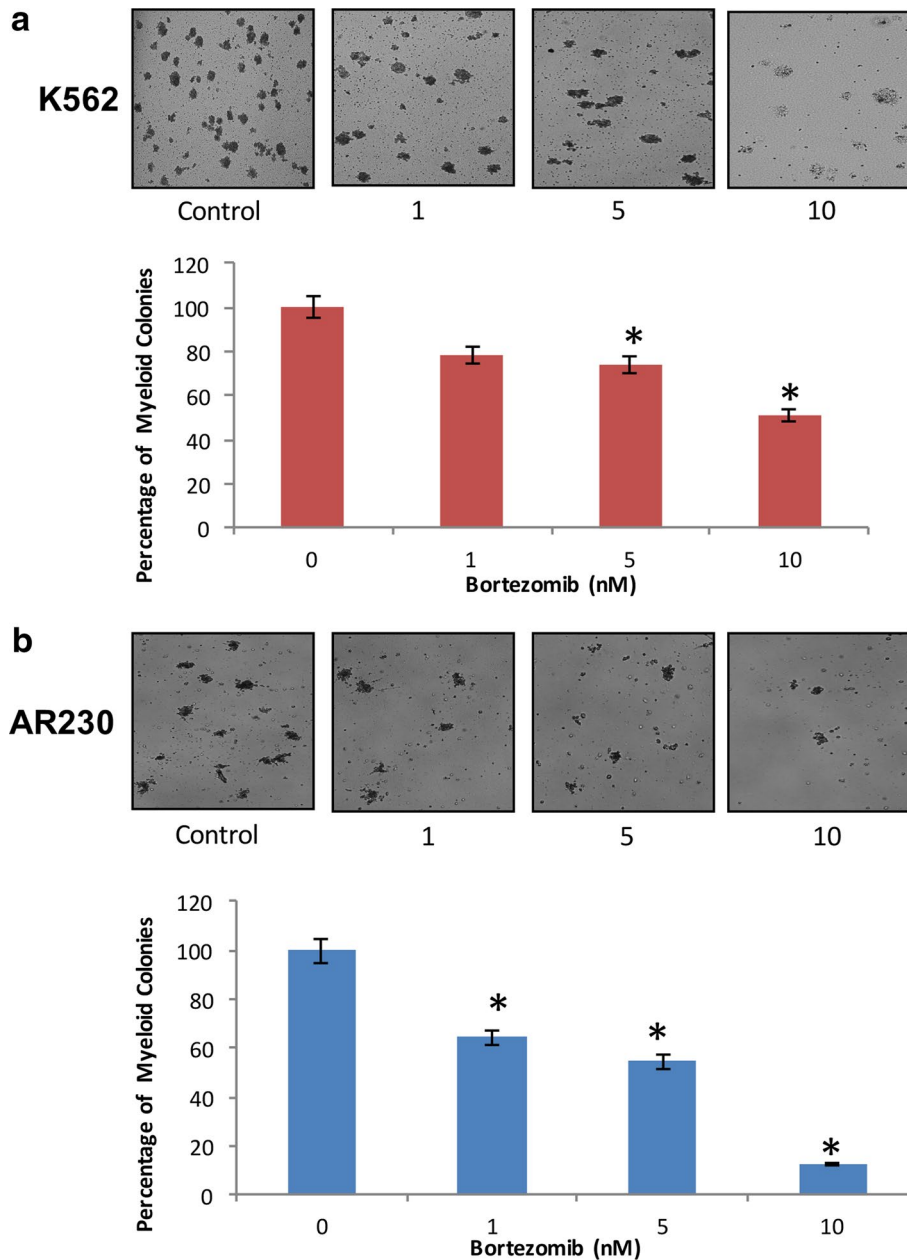 a
K562
Control 1 5 10
Percentage of Myeloid Colonies
120
100
80
60
40
20
0
* *
0 1 5 10
Bortezomib (nM)
b
AR230
Control 1 5 10
Percentage of Myeloid Colonies
120
100
80
60
40
20
0
* * *
0 1 5 10
Bortezomib (nM)